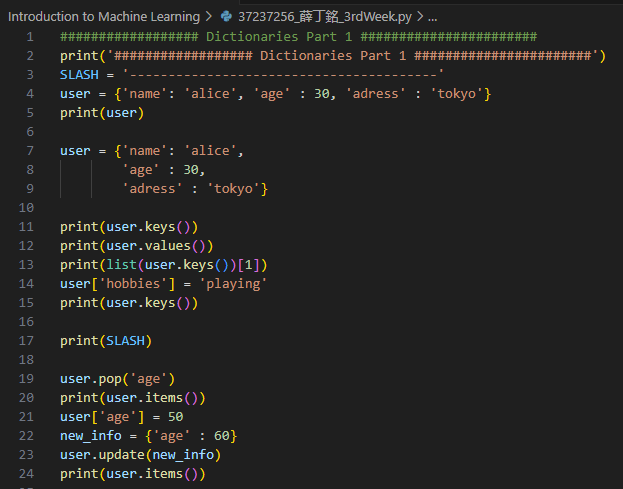 Introduction to Machine Learning > 37237256_薛丁銘_3rdWeek.py > ...
1 ################## Dictionaries Part 1 #######################
2 print('################## Dictionaries Part 1 #######################')
3 SLASH = '----------------------------------------'
4 user = {'name': 'alice', 'age' : 30, 'adress' : 'tokyo'}
5 print(user)
6
7 user = {'name': 'alice',
8         'age' : 30,
9         'adress' : 'tokyo'}
10
11 print(user.keys())
12 print(user.values())
13 print(list(user.keys())[1])
14 user['hobbies'] = 'playing'
15 print(user.keys())
16
17 print(SLASH)
18
19 user.pop('age')
20 print(user.items())
21 user['age'] = 50
22 new_info = {'age' : 60}
23 user.update(new_info)
24 print(user.items())